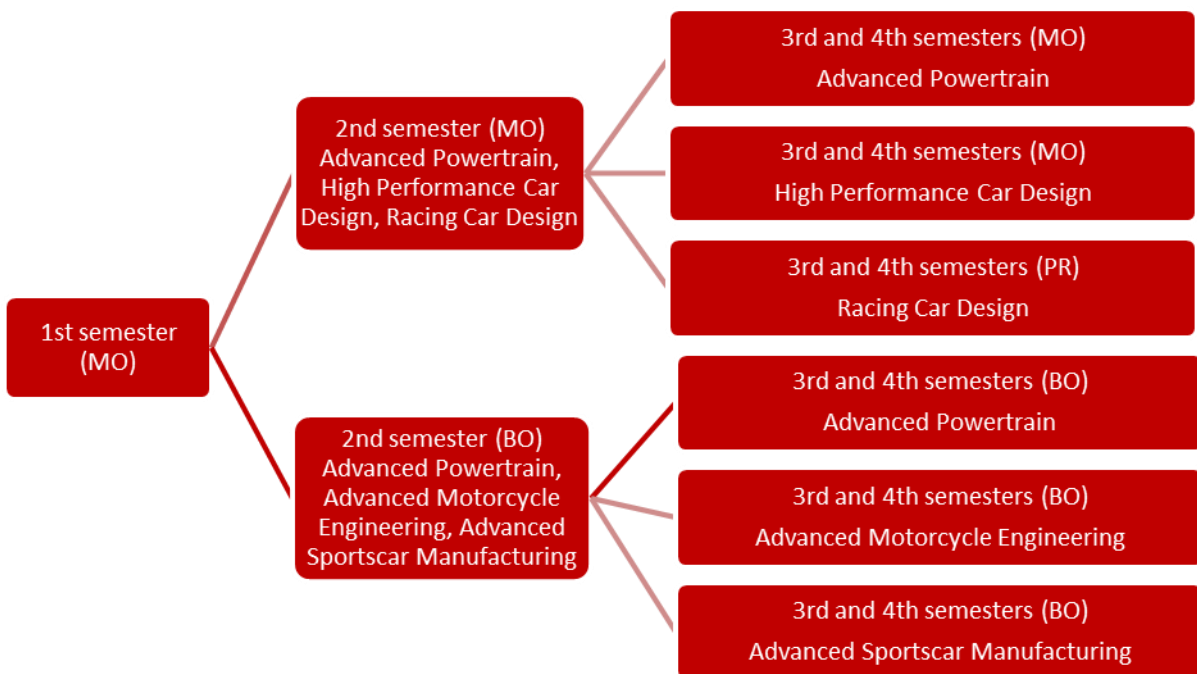 1st semester
(MO)
2nd semester (MO)
Advanced Powertrain,
High Performance Car
Design, Racing Car Design
2nd semester (BO)
Advanced Powertrain,
Advanced Motorcycle
Engineering, Advanced
Sportscar Manufacturing
3rd and 4th semesters (MO)
Advanced Powertrain
3rd and 4th semesters (MO)
High Performance Car Design
3rd and 4th semesters (PR)
Racing Car Design
3rd and 4th semesters (BO)
Advanced Powertrain
3rd and 4th semesters (BO)
Advanced Motorcycle Engineering
3rd and 4th semesters (BO)
Advanced Sportscar Manufacturing